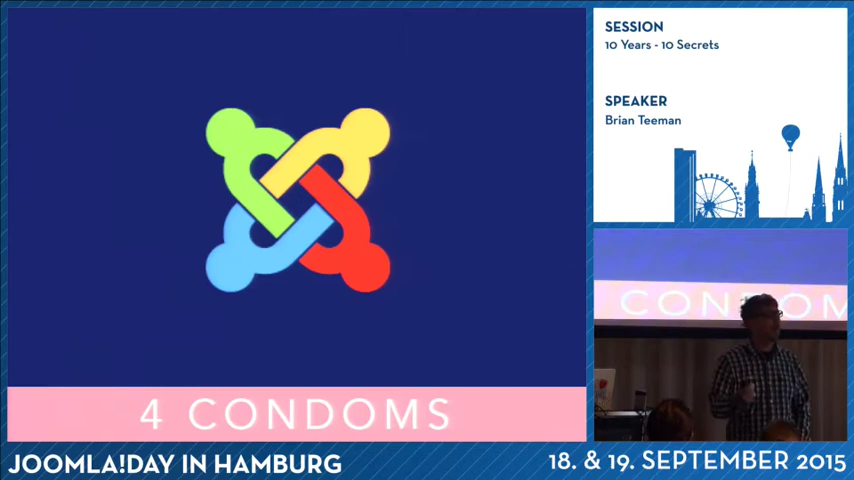 SESSION
10 Years - 10 Secrets
SPEAKER
Brian Teeman
4 CONDOMS
CONDOM
JOOMLA!DAY IN HAMBURG
18. & 19. SEPTEMBER 2015